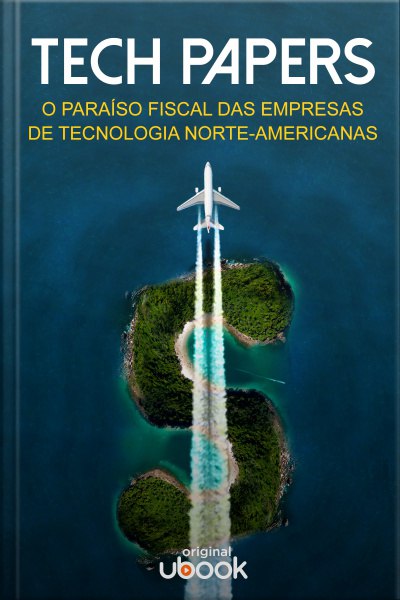 TECH PAPERS
O PARAÍSO FISCAL DAS EMPRESAS
DE TECNOLOGIA NORTE-AMERICANAS
original
ubook